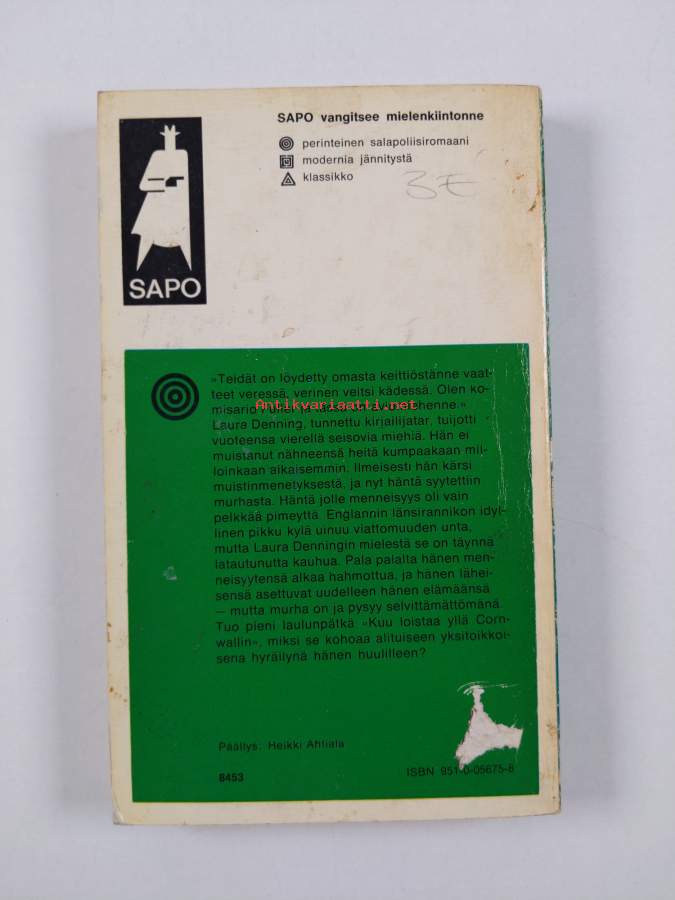 SAPO vangitsee mielenkiintonne
perinteinen salapoliisiromaani
modernia jännitystä
klassikko
3€
SAPO
»Teidät on löydetty omasta keittiöstänne vaat-
teet veressä, verinen veitsi kädessä. Olen ko-
Antikvariaatti.net
misario
Laura Denning, tunnettu kirjailijatar, tuijotti
vuoteensa vierellä seisovia miehiä. Hän ei
muistanut nähneensä heitä kumpaakaan mil-
loinkaan aikaisemmin. Ilmeisesti hän kärsi
muistinmenetyksestä, ja nyt häntä syytettiin
murhasta. Häntä jolle menneisyys oli vain
pelkkää pimeyttä. Englannin länsirannikon idyl-
linen pikku kylä uinuu viattomuuden unta,
mutta Laura Denningin mielestä se on täynnä
latautunutta kauhua. Pala palalta hänen men-
neisyytensä alkaa hahmottua, ja hänen lähei-
sensä asettuvat uudelleen hänen elämäänsä
— mutta murha on ja pysyy selvittämättömänä.
Tuo pieni laulunpätkä »Kuu loistaa yllä Corn-
wallin», miksi se kohoaa alituiseen yksitoikkoi-
sena hyräilynä hänen huulilleen?
Päällys: Heikki Ahtiala
8453
ISBN 951-0-05675-8